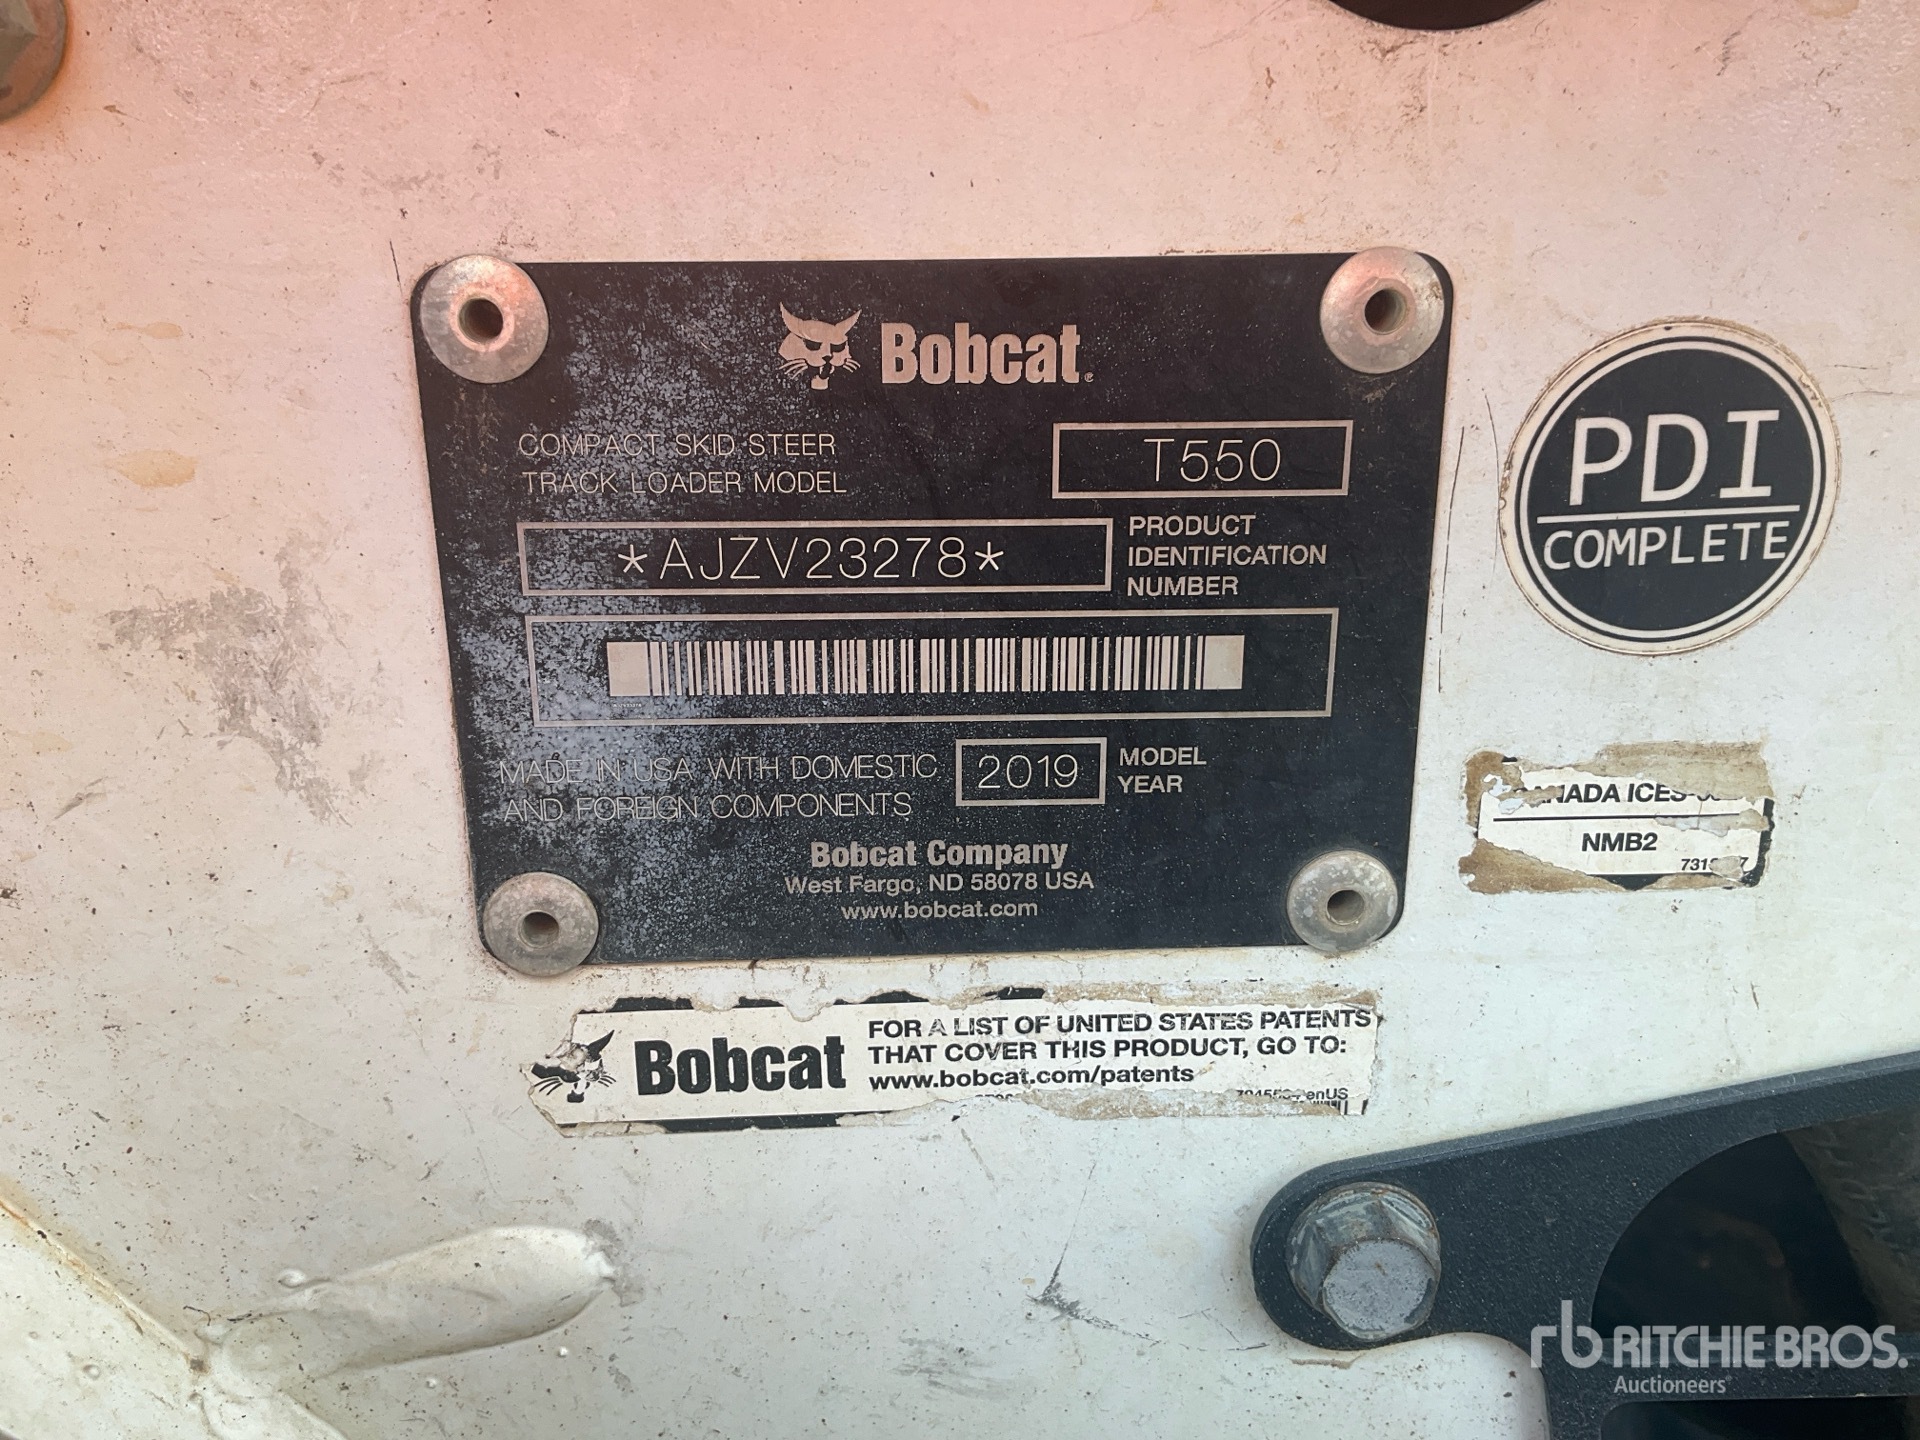 Bobcat®
COMPACT SKID STEER
TRACK LOADER MODEL
T550
*AJZV23278*
PRODUCT
IDENTIFICATION
NUMBER
MADE IN USA WITH DOMESTIC
AND FOREIGN COMPONENTS
2019
MODEL
YEAR
Bobcat Company
West Fargo, ND 58078 USA
www.bobcat.com
PDI
COMPLETE
CANADA
NMB2
Bobcat
FOR A LIST OF UNITED STATES PATENTS
THAT COVER THIS PRODUCT, GO TO:
www.bobcat.com/patents
rb RITCHIE BROS.
Auctioneers